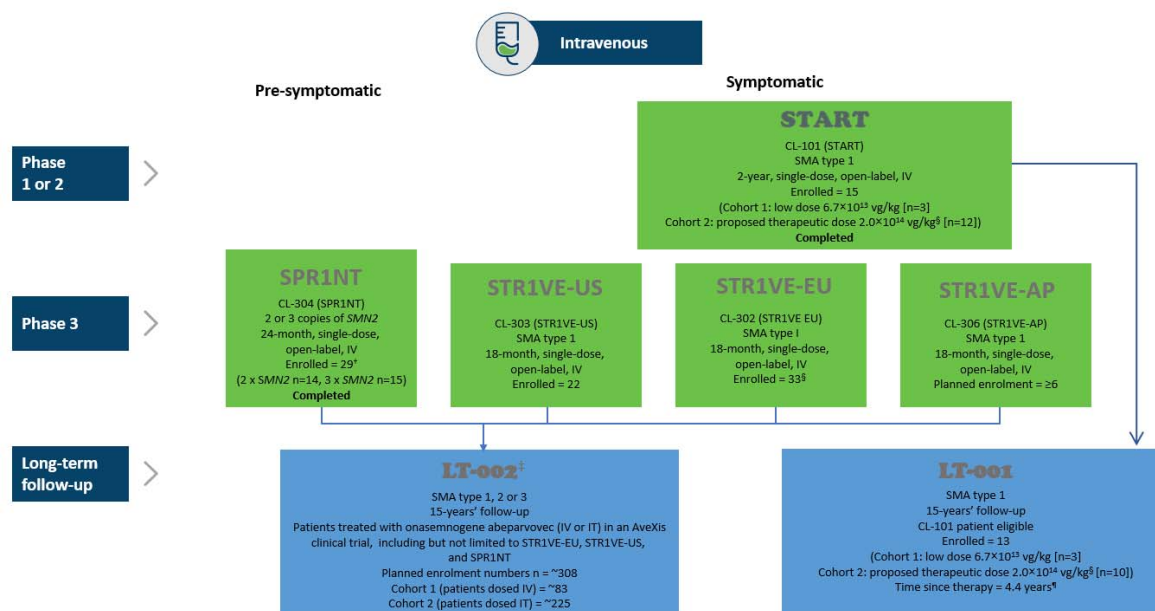 Intravenous
Pre-symptomatic
Symptomatic
Phase
1 or 2
START
CL-101 (START)
SMA type 1
2-year, single-dose, open-label, IV
Enrolled = 15
(Cohort 1: low dose 6.7×10¹³ vg/kg [n=3]
Cohort 2: proposed therapeutic dose 2.0×10¹⁴ vg/kg§ [n=12])
Completed
Phase 3
SPR1NT
CL-304 (SPR1NT)
2 or 3 copies of SMN2
24-month, single-dose,
open-label, IV
Enrolled = 29†
(2 x SMN2 n=14, 3 x SMN2 n=15)
Completed
STR1VE-US
CL-303 (STR1VE-US)
SMA type 1
18-month, single-dose,
open-label, IV
Enrolled = 22
STR1VE-EU
CL-302 (STR1VE EU)
SMA type I
18-month, single-dose,
open-label, IV
Enrolled = 33§
STR1VE-AP
CL-306 (STR1VE-AP)
SMA type 1
18-month, single-dose,
open-label, IV
Planned enrolment = ≥6
Long-term
follow-up
LT-002‡
SMA type 1, 2 or 3
15-years’ follow-up
Patients treated with onasemnogene abeparvovec (IV or IT) in an AveXis
clinical trial, including but not limited to STR1VE-EU, STR1VE-US,
and SPR1NT
Planned enrolment numbers n = ~308
Cohort 1 (patients dosed IV) = ~83
Cohort 2 (patients dosed IT) = ~225
LT-001
SMA type 1
15-years’ follow-up
CL-101 patient eligible
Enrolled = 13
(Cohort 1: low dose 6.7×10¹³ vg/kg [n=3]
Cohort 2: proposed therapeutic dose 2.0×10¹⁴ vg/kg§ [n=10])
Time since therapy = 4.4 years¶